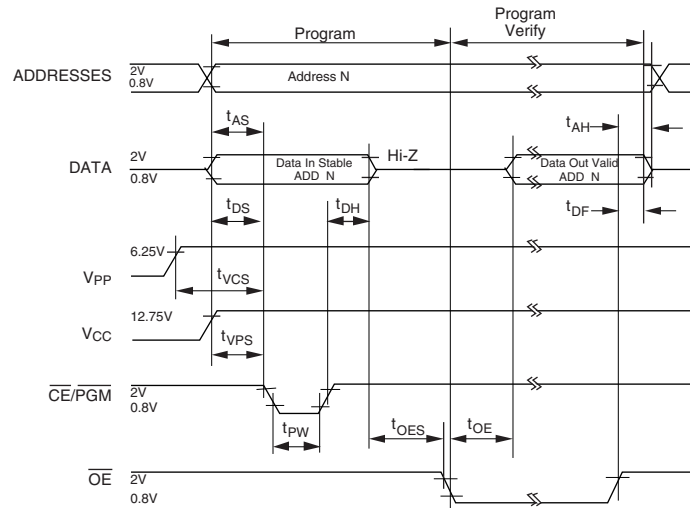 Program
Program
Verify
ADDRESSES
2V
0.8V
Address N
tAS
tAH
DATA
2V
0.8V
Data In Stable
ADD N
Hi-Z
Data Out Valid
ADD N
tDS
tDH
tDF
6.25V
VPP
tVCS
12.75V
VCC
tVPS
CE/PGM
2V
0.8V
tPW
tOES
tOE
OE
2V
0.8V